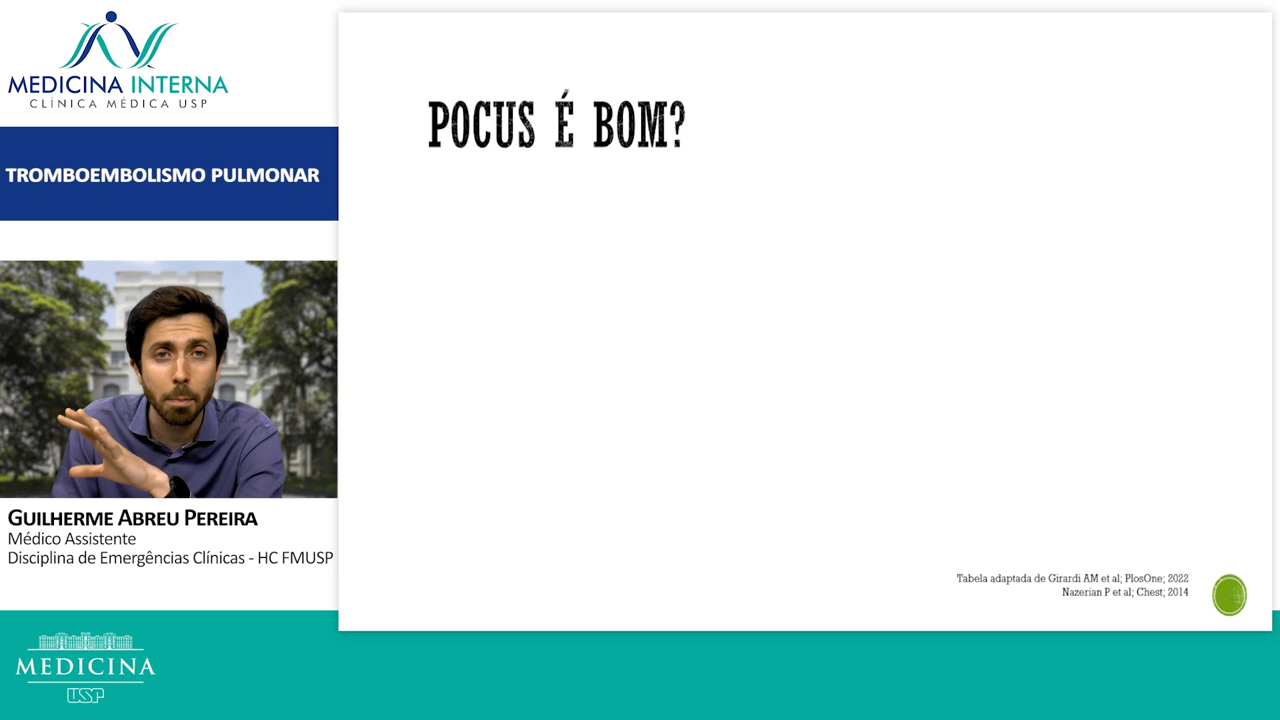 MEDICINA INTERNA
CLÍNICA MÉDICA USP
TROMBOEMBOLISMO PULMONAR
GUILHERME ABREU PEREIRA
Médico Assistente
Disciplina de Emergências Clínicas - HC FMUSP
MEDICINA
USP
POCUS É BOM?
Tabela adaptada de Girardi AM et al; PlosOne; 2022
Nazerian P et al; Chest; 2014